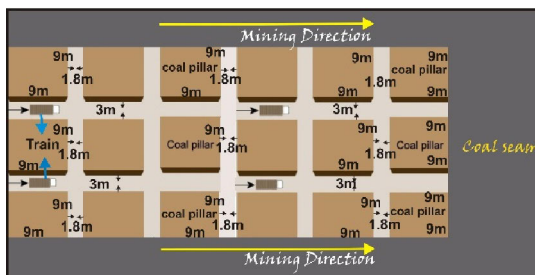 Mining Direction
9m 9m 9m 9m
coal pillar coal pillar
1.8m 1.8m 1.8m
9m 9m 9m
3m 3m
9m 9m 9m 9m
Train Coal pillar Coal pillar Coal seam
1.8m 1.8m 1.8m
9m 9m
3m 3m
9m 9m 9m 9m
coal pillar coal pillar
1.8m 1.8m 1.8m
9m 9m 9m
Mining Direction